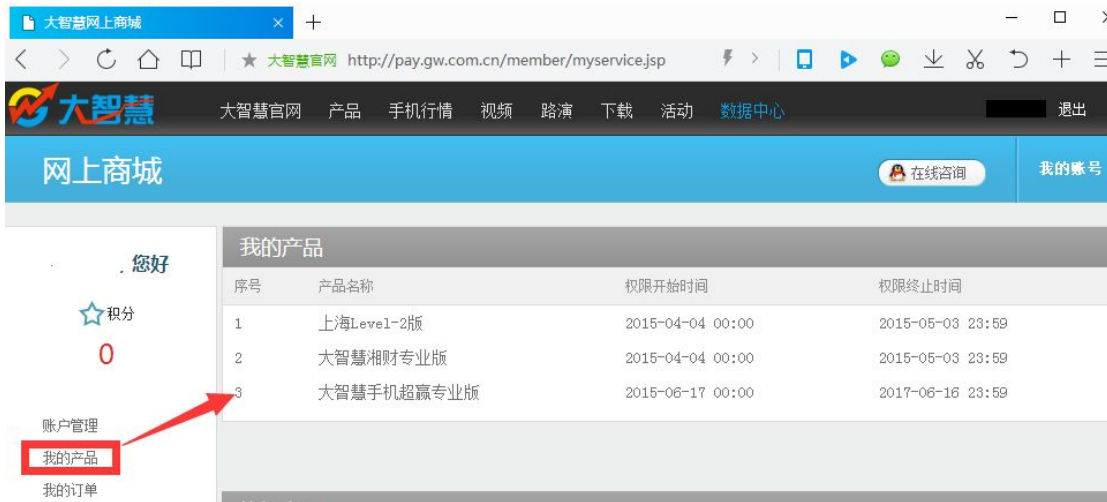 大智慧网上商城
大智慧官网 http://pay.gw.com.cn/member/myservice.jsp
大智慧 大智慧官网 产品 手机行情 视频 路演 下载 活动 数据中心 退出
网上商城 在线咨询 我的账号
您好
积分
0
账户管理
我的产品
我的订单
我的产品
序号 产品名称 权限开始时间 权限终止时间
1 上海Level-2版 2015-04-04 00:00 2015-05-03 23:59
2 大智慧湘财专业版 2015-04-04 00:00 2015-05-03 23:59
3 大智慧手机超赢专业版 2015-06-17 00:00 2017-06-16 23:59